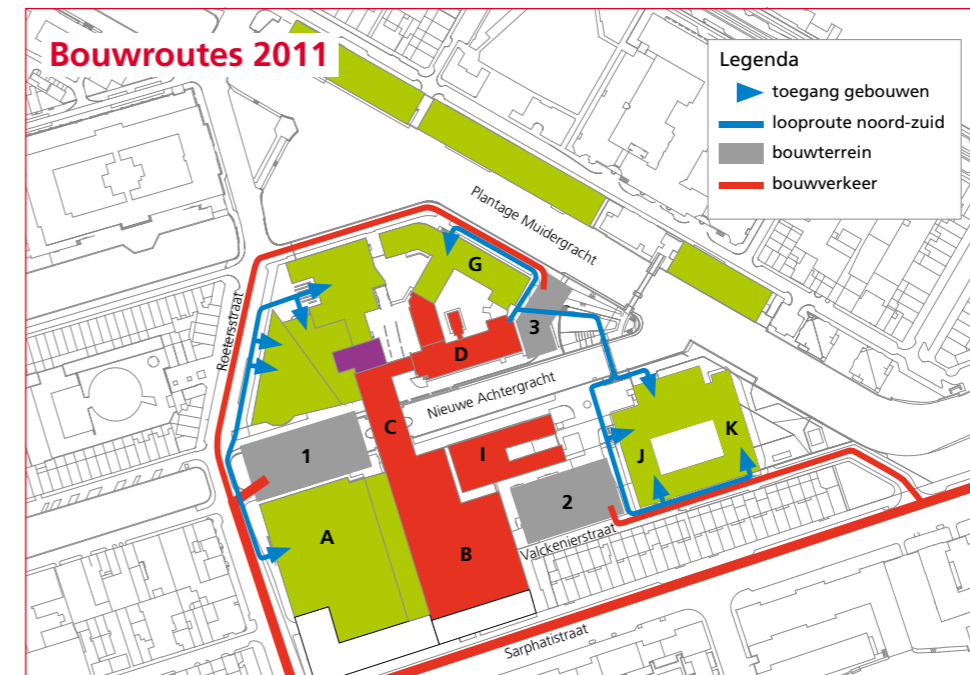 Bouwroutes 2011
Legenda
toegang gebouwen
looproute noord-zuid
bouwterrein
bouwverkeer
Plantage Muidergracht
G
Roetersstraat
3
D
Nieuwe Achtergracht
C
K
1
I
J
2
A
Valckenierstraat
B
Sarphatistraat